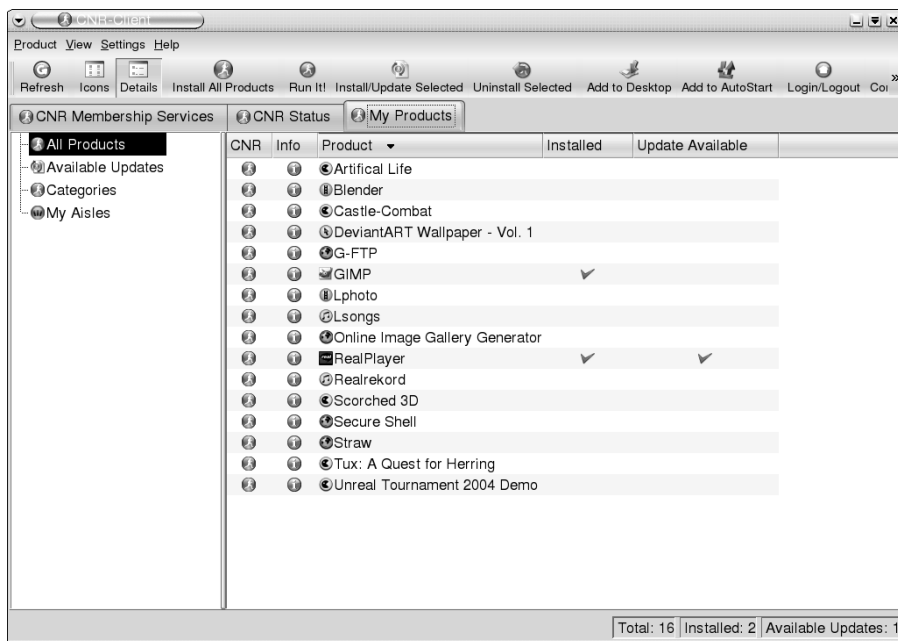 CNR-Client
Product View Settings Help
Refresh Icons Details Install All Products Run It! Install/Update Selected Uninstall Selected Add to Desktop Add to AutoStart Login/Logout
CNR Membership Services CNR Status My Products
All Products
Available Updates
Categories
My Aisles
CNR Info Product Installed Update Available
Artifical Life
Blender
Castle-Combat
DeviantART Wallpaper - Vol. 1
G-FTP
GIMP
Lphoto
Lsongs
Online Image Gallery Generator
RealPlayer
Realrekord
Scorched 3D
Secure Shell
Straw
Tux: A Quest for Herring
Unreal Tournament 2004 Demo
Total: 16 Installed: 2 Available Updates: 1